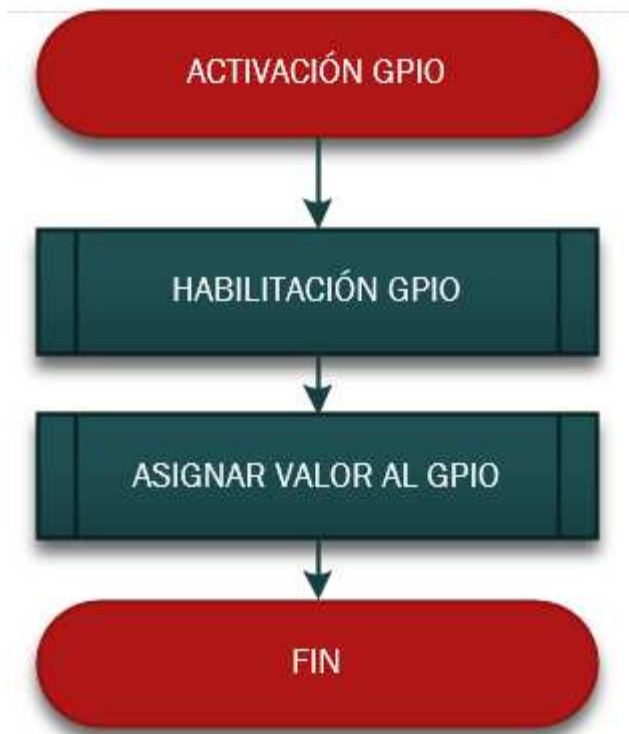 ACTIVACIÓN GPIO
HABILITACIÓN GPIO
ASIGNAR VALOR AL GPIO
FIN